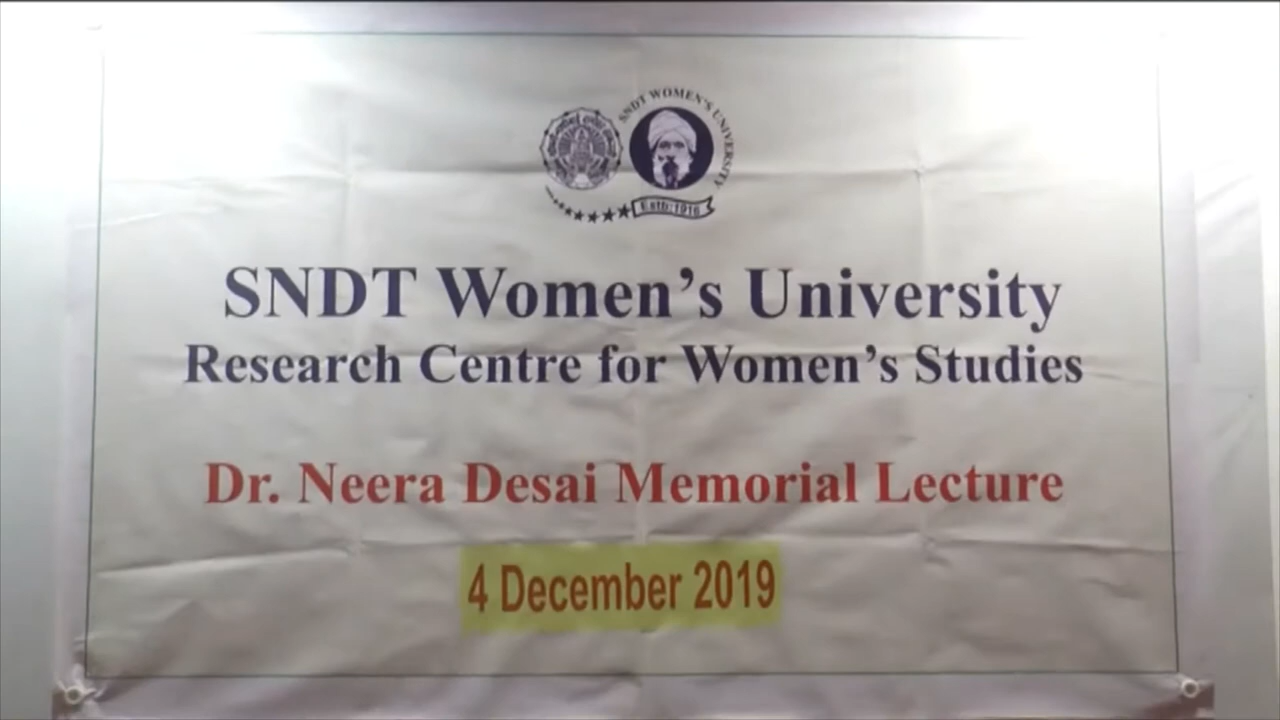 SNDT WOMEN'S UNIVERSITY
Estd-1916
SNDT Women's University
Research Centre for Women's Studies
Dr. Neera Desai Memorial Lecture
4 December 2019